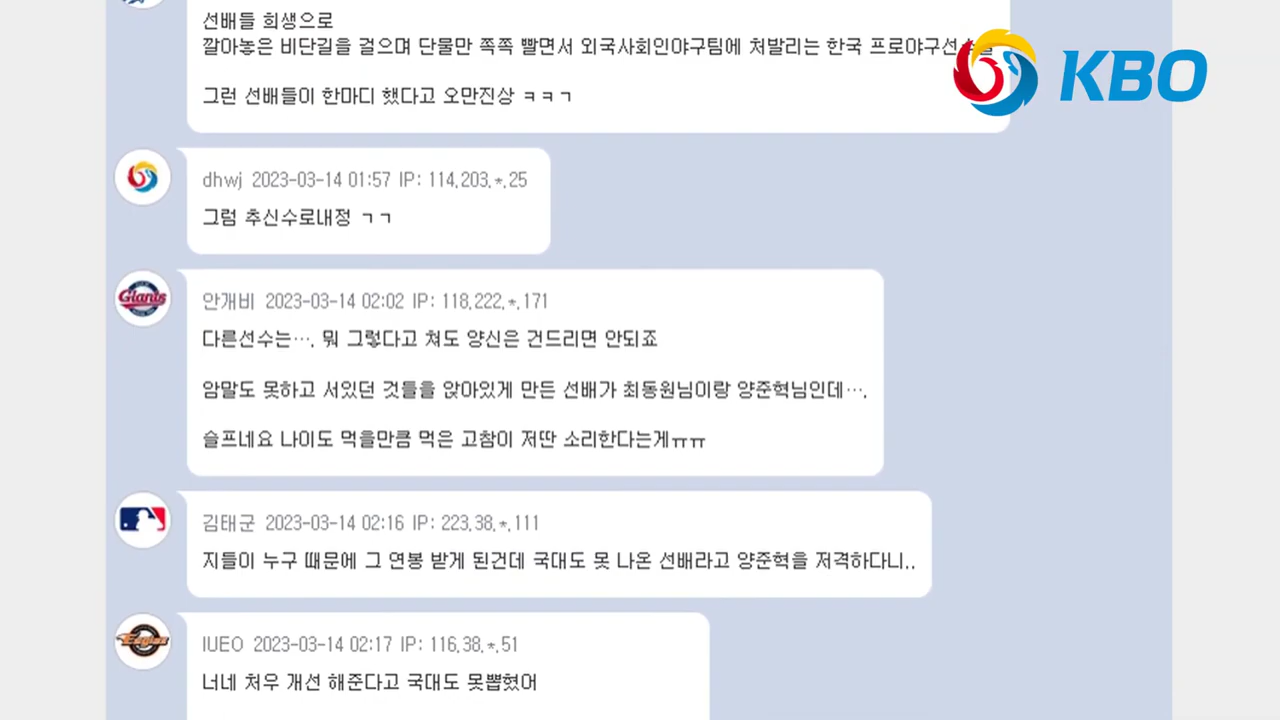 선배들 희생으로
깔아놓은 비단길을 걸으며 단물만 쪽쪽 빨면서 외국사회인야구팀에 처발리는 한국 프로야구선수들
KBO
그런 선배들이 한마디 했다고 오만진상 ㅋㅋㄱ
dhwj 2023-03-14 01:57 IP: 114.203.*.25
그럼 추신수로내정 ㄱㄱ
Giants
안개비 2023-03-14 02:02 IP: 118.222.*.171
다른선수는…. 뭐 그렇다고 쳐도 양신은 건드리면 안되죠
암말도 못하고 서있던 것들을 앉아있게 만든 선배가 최동원님이랑 양준혁님인데….
슬프네요 나이도 먹을만큼 먹은 고참이 저딴 소리한다는게ㅠㅠ
김태군 2023-03-14 02:16 IP: 223.38.*.111
지들이 누구 때문에 그 연봉 받게 된건데 국대도 못 나온 선배라고 양준혁을 저격하다니..
Eagles
IUEO 2023-03-14 02:17 IP: 116.38.*.51
너네 처우 개선 해준다고 국대도 못뽑혔어